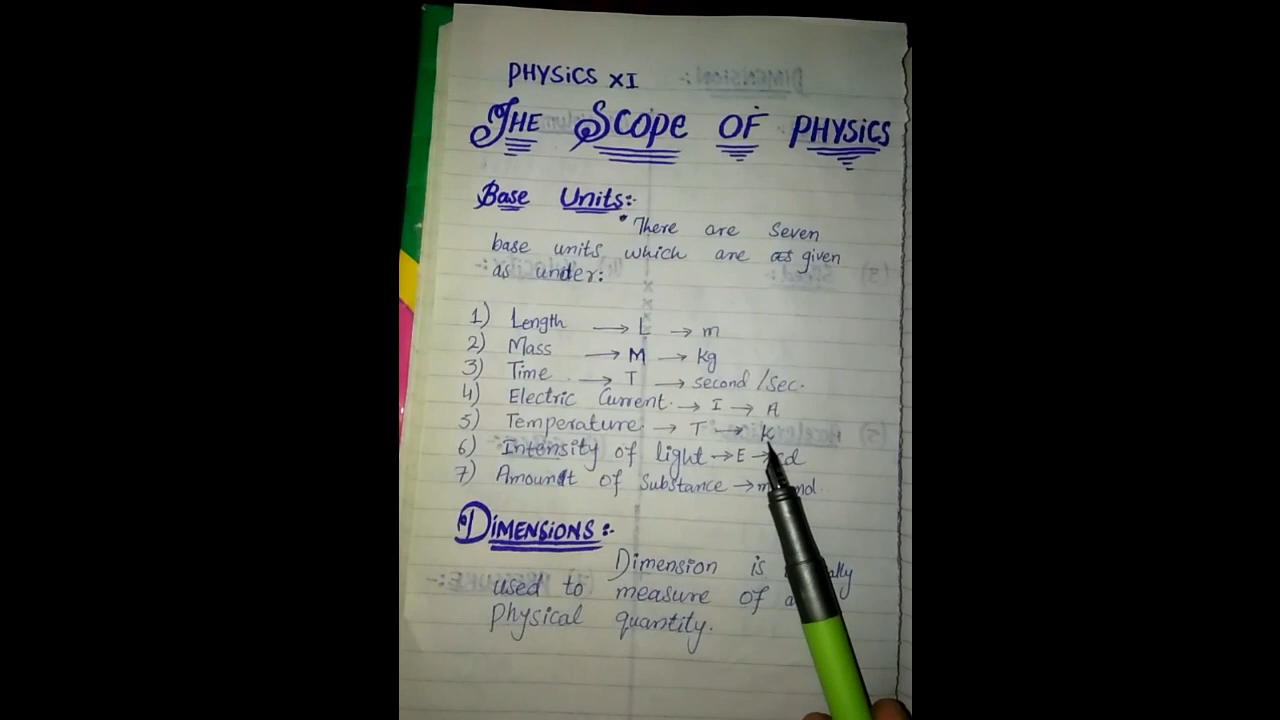 PHYSICS XI
THE SCOPE OF PHYSICS
Base Units:-
There are seven
base units which are as given
as under:
1) Length → L → m
2) Mass → M → kg
3) Time → T → second /sec.
4) Electric Current. → I → A
5) Temperature. → T → K
6) Intensity of light → E → cd
7) Amount of substance →
DIMENSIONS:-
Dimension is
used to measure of
physical quantity.